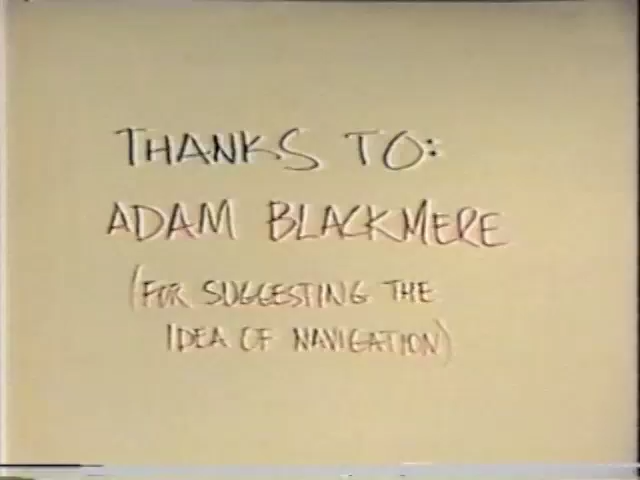 THANKS TO:
ADAM BLACKMERE
(FOR SUGGESTING THE
IDEA OF NAVIGATION)